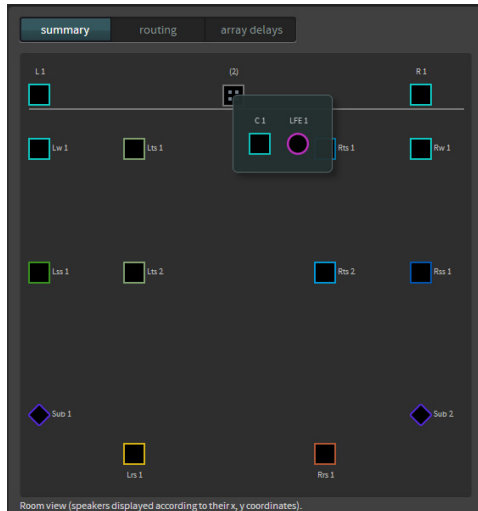 summary routing array delays
L 1 (2) R 1
C 1 LFE 1
Lw 1 Lts 1 Rts 1 Rw 1
Lss 1 Lts 2 Rts 2 Rss 1
Sub 1 Sub 2
Lrs 1 Rrs 1
Room view (speakers displayed according to their x, y coordinates).